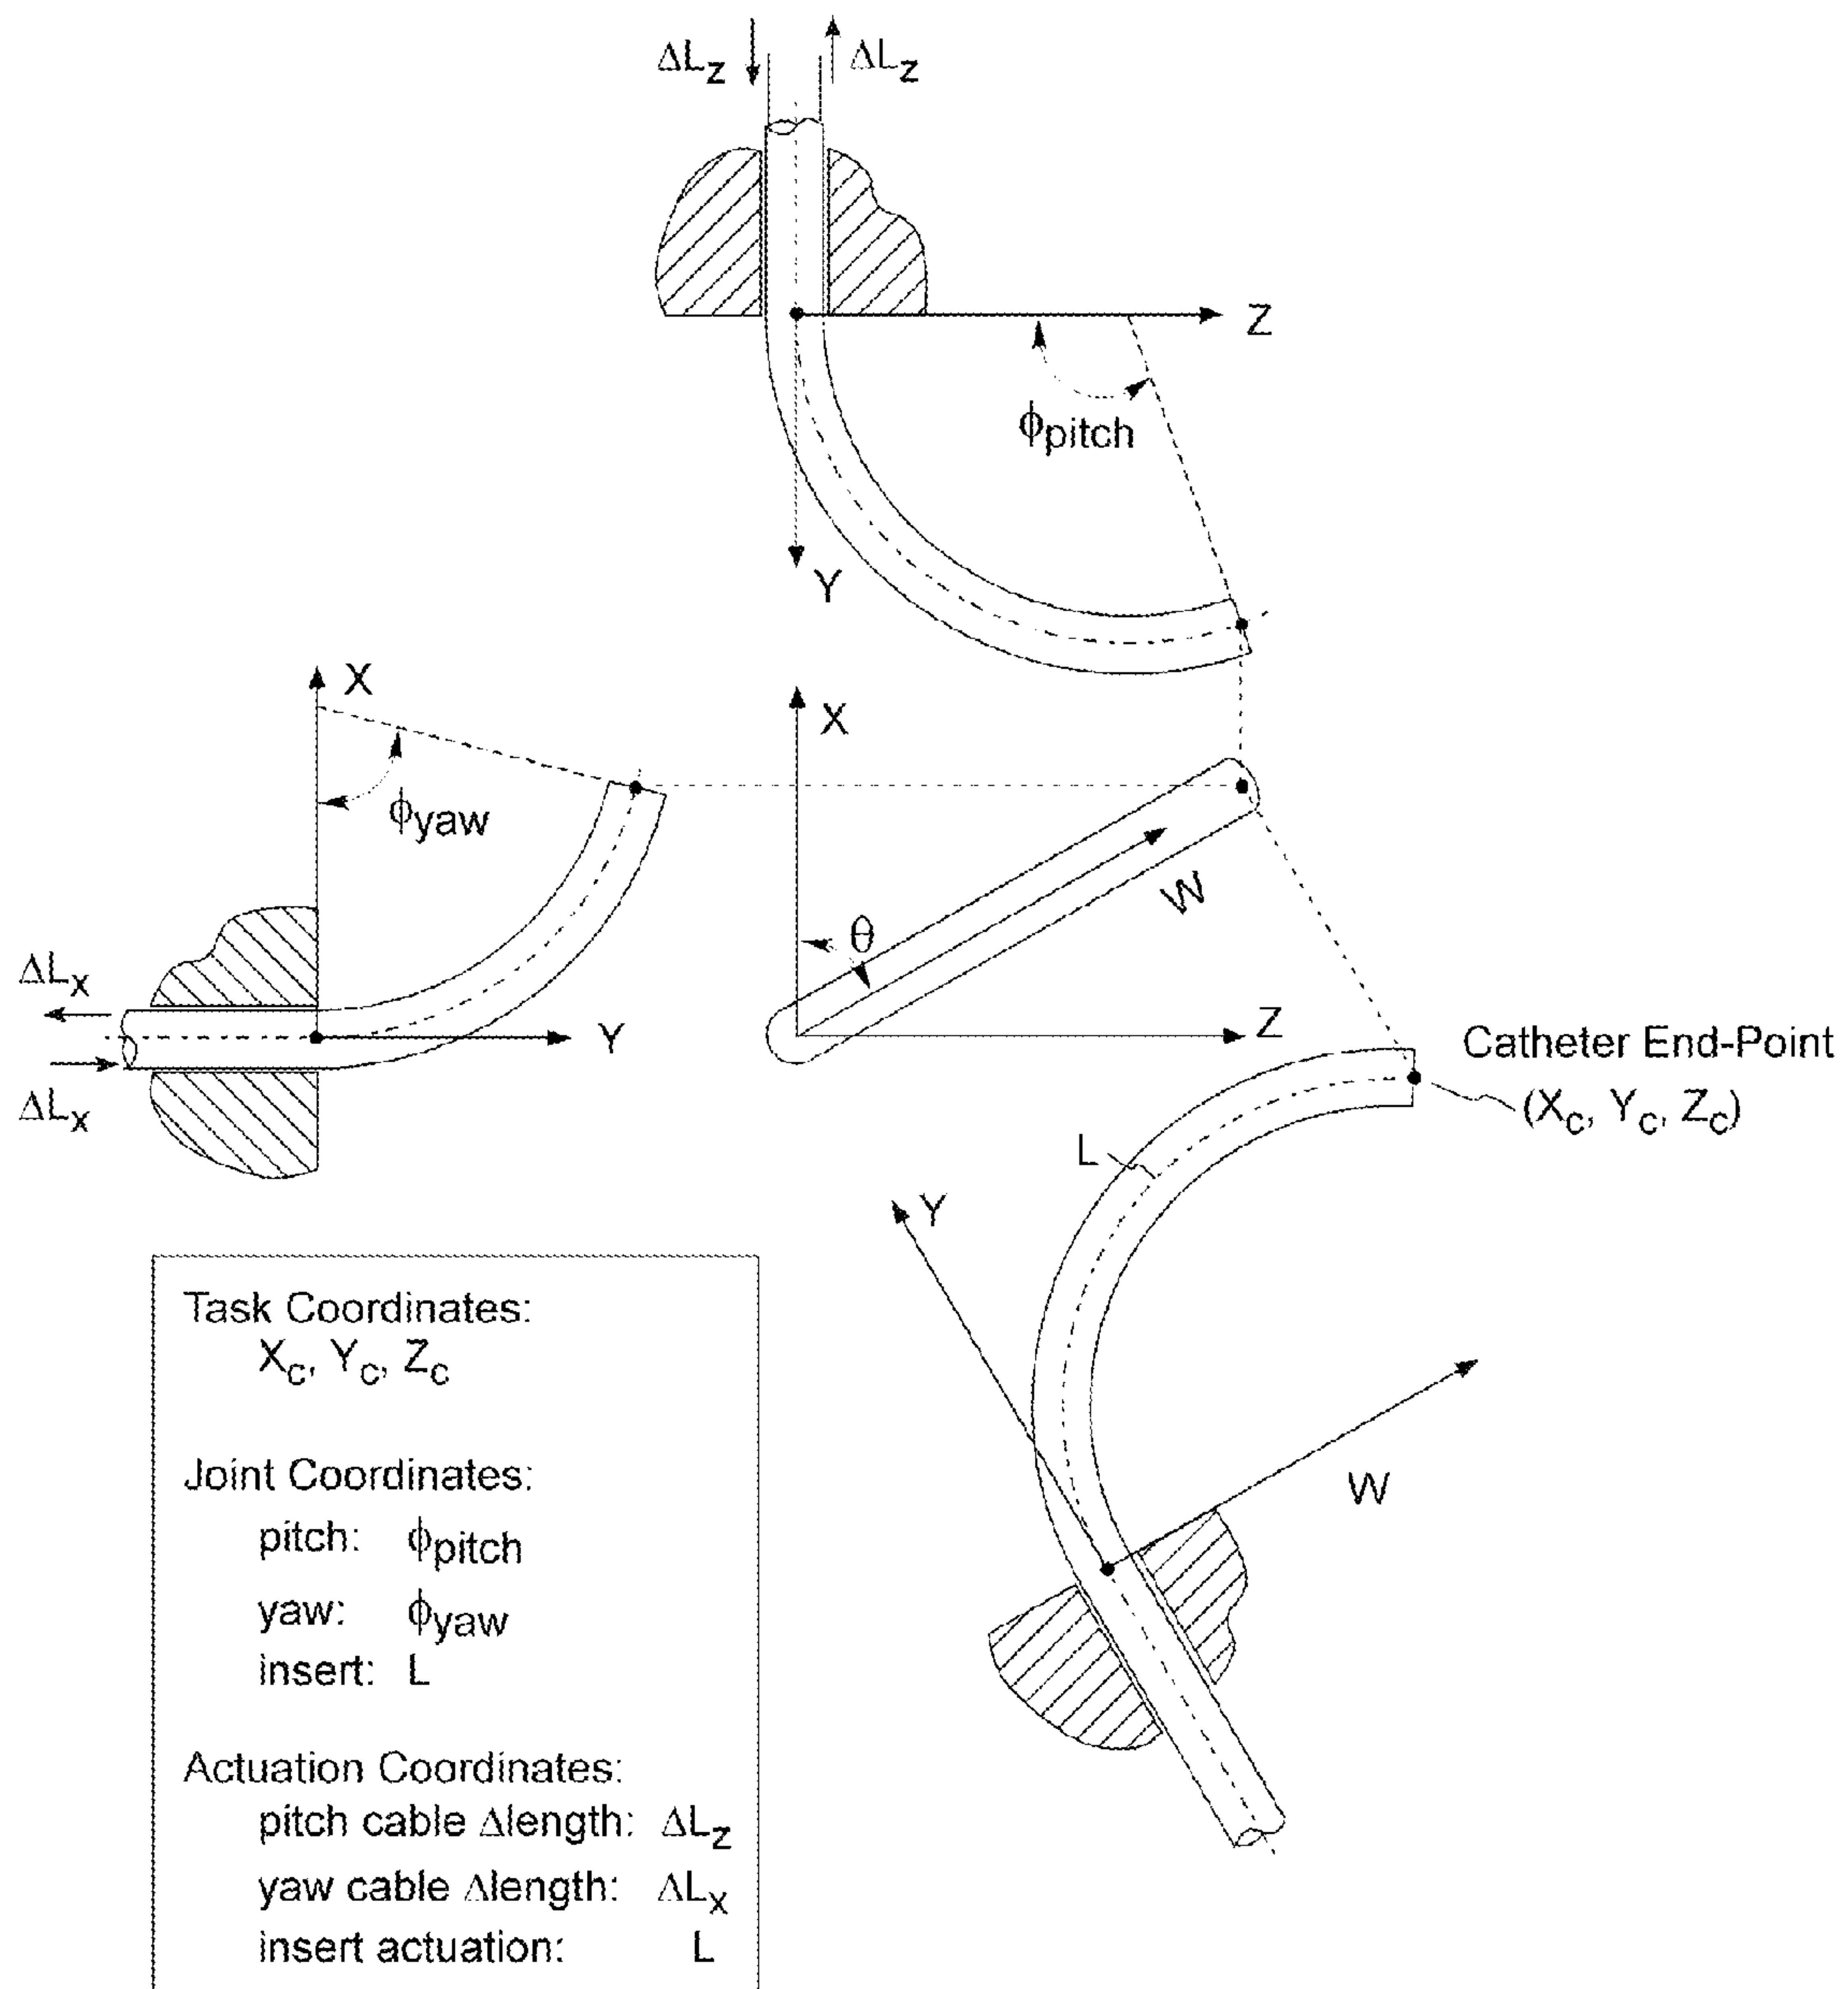 ΔLz ΔLz
Z
ϕpitch
Y
X
X
ϕyaw
W
θ
ΔLx
Y
Z
ΔLx
Catheter End-Point
(Xc, Yc, Zc)
L
Y
W
Task Coordinates:
Xc, Yc, Zc
Joint Coordinates:
pitch: ϕpitch
yaw: ϕyaw
insert: L
Actuation Coordinates:
pitch cable Δlength: ΔLz
yaw cable Δlength: ΔLx
insert actuation: L